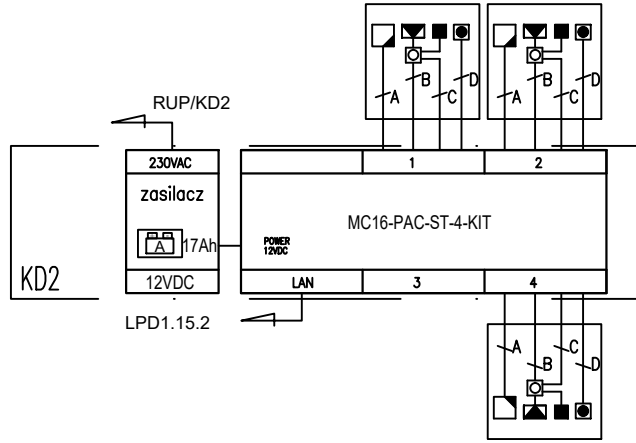 B D B D
A C A C
RUP/KD2
230VAC 1 2
zasilacz
MC16-PAC-ST-4-KIT
A 17Ah
POWER
12VDC
KD2
12VDC LAN 3 4
LPD1.15.2
A C
B D